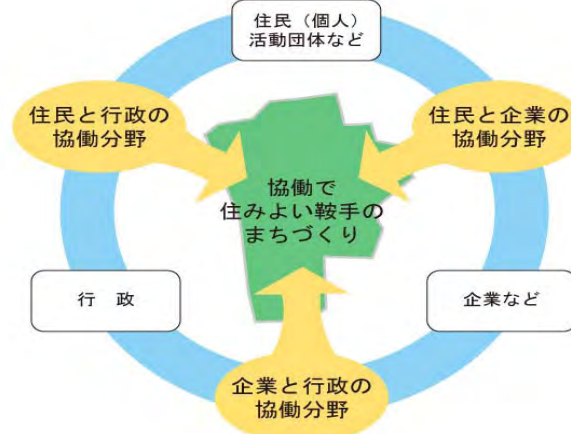 住民（個人）
活動団体など
住民と行政の
協働分野
住民と企業の
協働分野
協働で
住みよい鞍手の
まちづくり
行　政
企業など
企業と行政の
協働分野